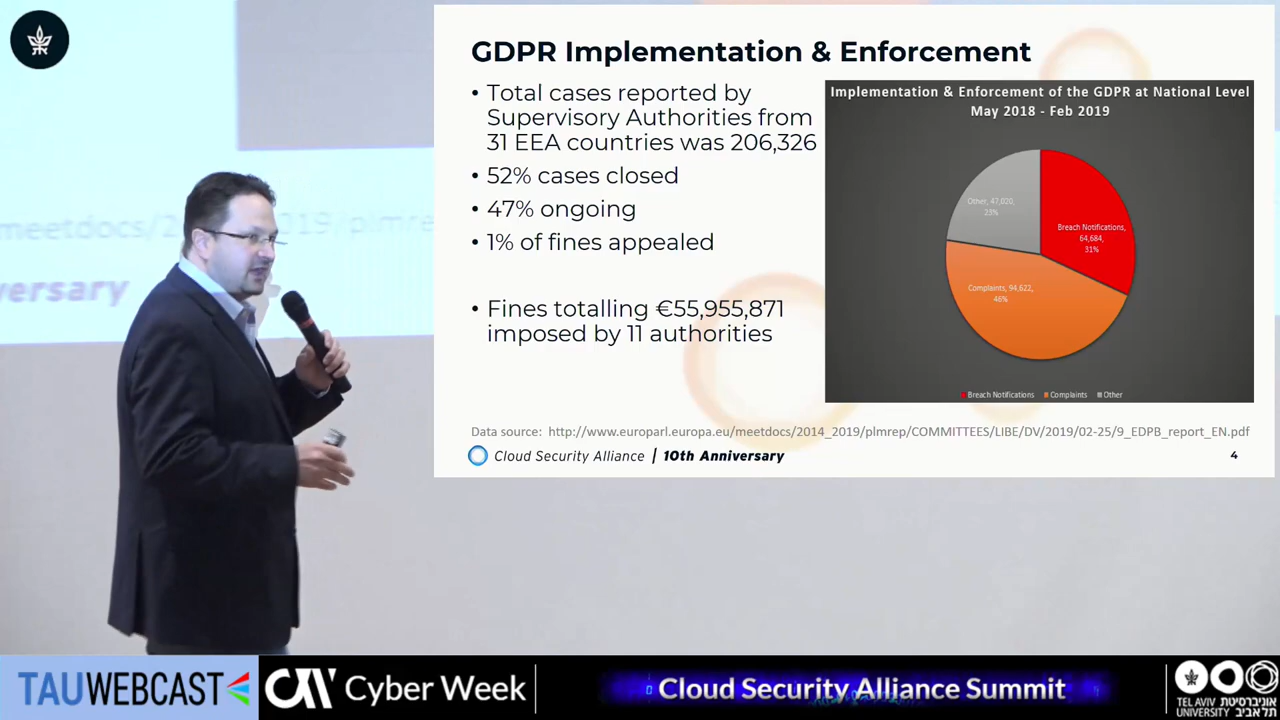 GDPR Implementation & Enforcement
• Total cases reported by
Supervisory Authorities from
31 EEA countries was 206,326
• 52% cases closed
• 47% ongoing
• 1% of fines appealed
• Fines totalling €55,955,871
imposed by 11 authorities
Implementation & Enforcement of the GDPR at National Level
May 2018 - Feb 2019
Other, 47,020,
23%
Breach Notifications,
64,684,
31%
Complaints, 94,622,
46%
Breach Notifications Complaints Other
Data source: http://www.europarl.europa.eu/meetdocs/2014_2019/plmrep/COMMITTEES/LIBE/DV/2019/02-25/9_EDPB_report_EN.pdf
Cloud Security Alliance | 10th Anniversary
4
meetdocs/2
2019/plmre
versary
TAUWEBCAST
Cyber Week
Cloud Security Alliance Summit
TEL AVIV אוניברסיטת
UNIVERSITY תל אביב